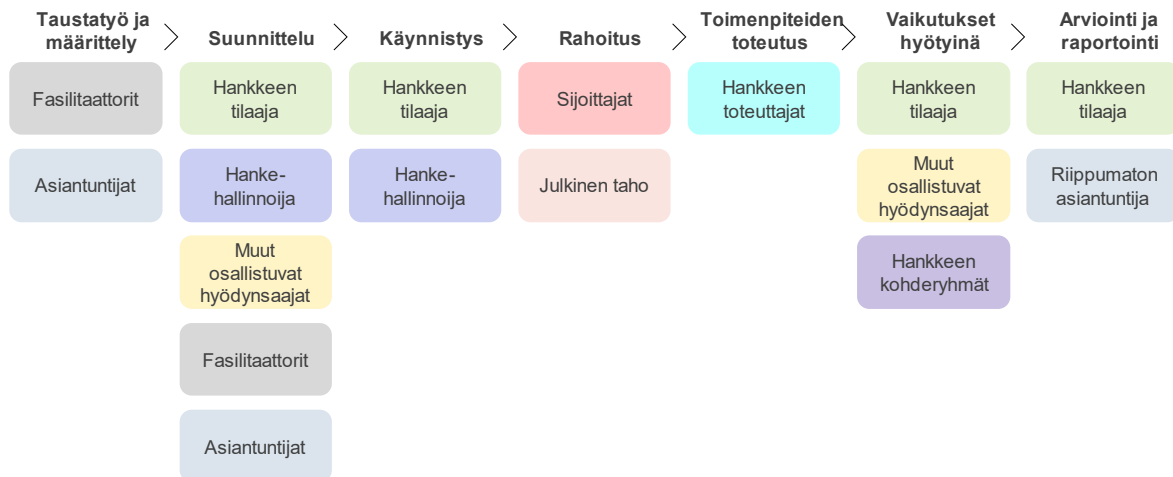 Taustatyö ja
määrittely
Suunnittelu
Käynnistys
Rahoitus
Toimenpiteiden
toteutus
Vaikutukset
hyötyinä
Arviointi ja
raportointi
Fasilitaattorit
Hankkeen
tilaaja
Hankkeen
tilaaja
Sijoittajat
Hankkeen
toteuttajat
Hankkeen
tilaaja
Hankkeen
tilaaja
Asiantuntijat
Hanke-
hallinnoija
Hanke-
hallinnoija
Julkinen taho
Muut
osallistuvat
hyödynsaajat
Riippumaton
asiantuntija
Muut
osallistuvat
hyödynsaajat
Hankkeen
kohderyhmät
Fasilitaattorit
Asiantuntijat